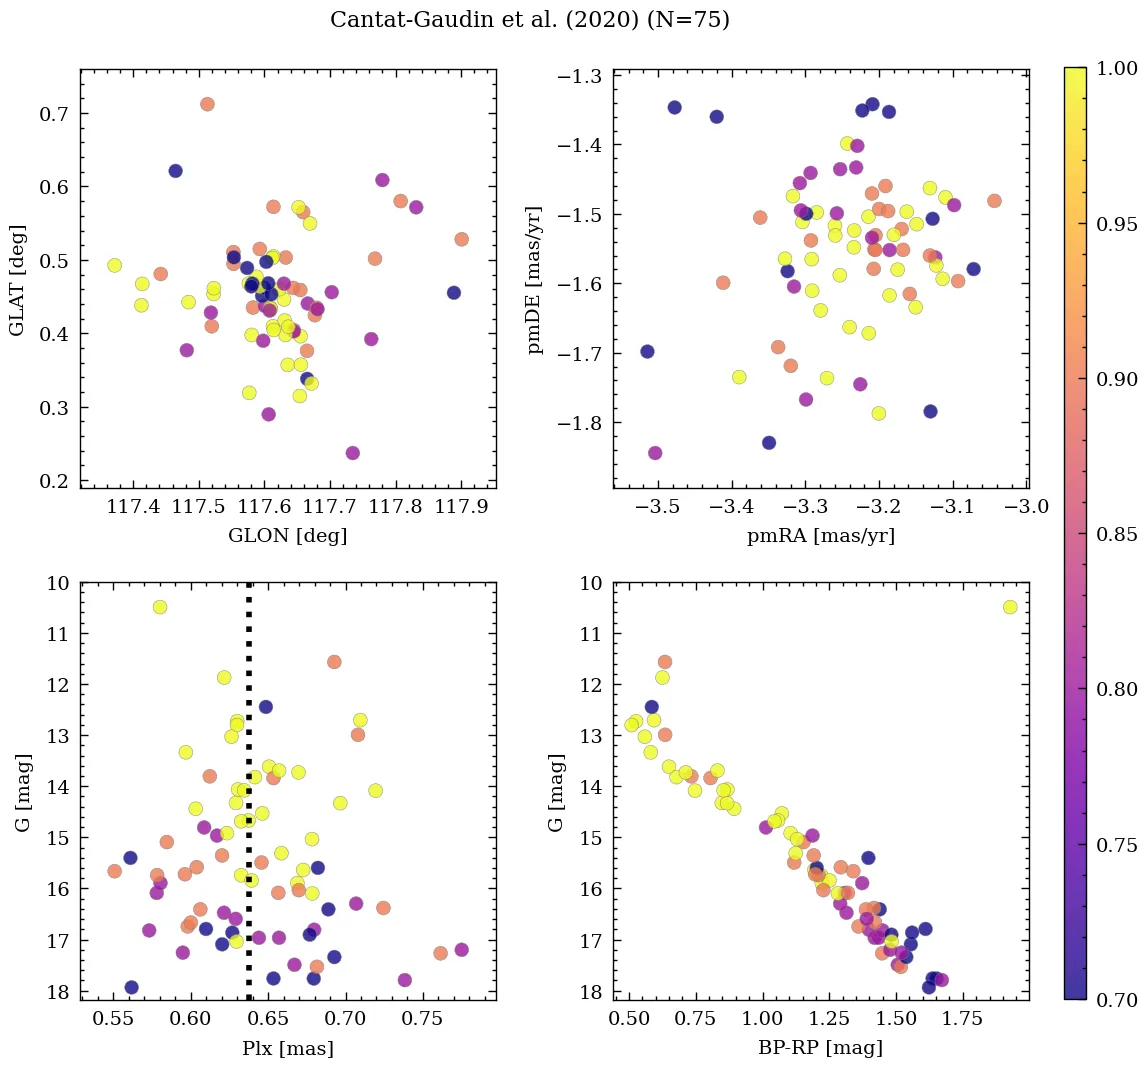 Cantat-Gaudin et al. (2020) (N=75)
0.7
0.6
0.5
0.4
0.3
0.2
GLAT [deg]
117.4 117.5 117.6 117.7 117.8 117.9
GLON [deg]
−1.3
−1.4
−1.5
−1.6
−1.7
−1.8
pmDE [mas/yr]
−3.5 −3.4 −3.3 −3.2 −3.1 −3.0
pmRA [mas/yr]
10
11
12
13
14
15
16
17
18
G [mag]
0.55 0.60 0.65 0.70 0.75
Plx [mas]
10
11
12
13
14
15
16
17
18
G [mag]
0.50 0.75 1.00 1.25 1.50 1.75
BP-RP [mag]
1.00
0.95
0.90
0.85
0.80
0.75
0.70